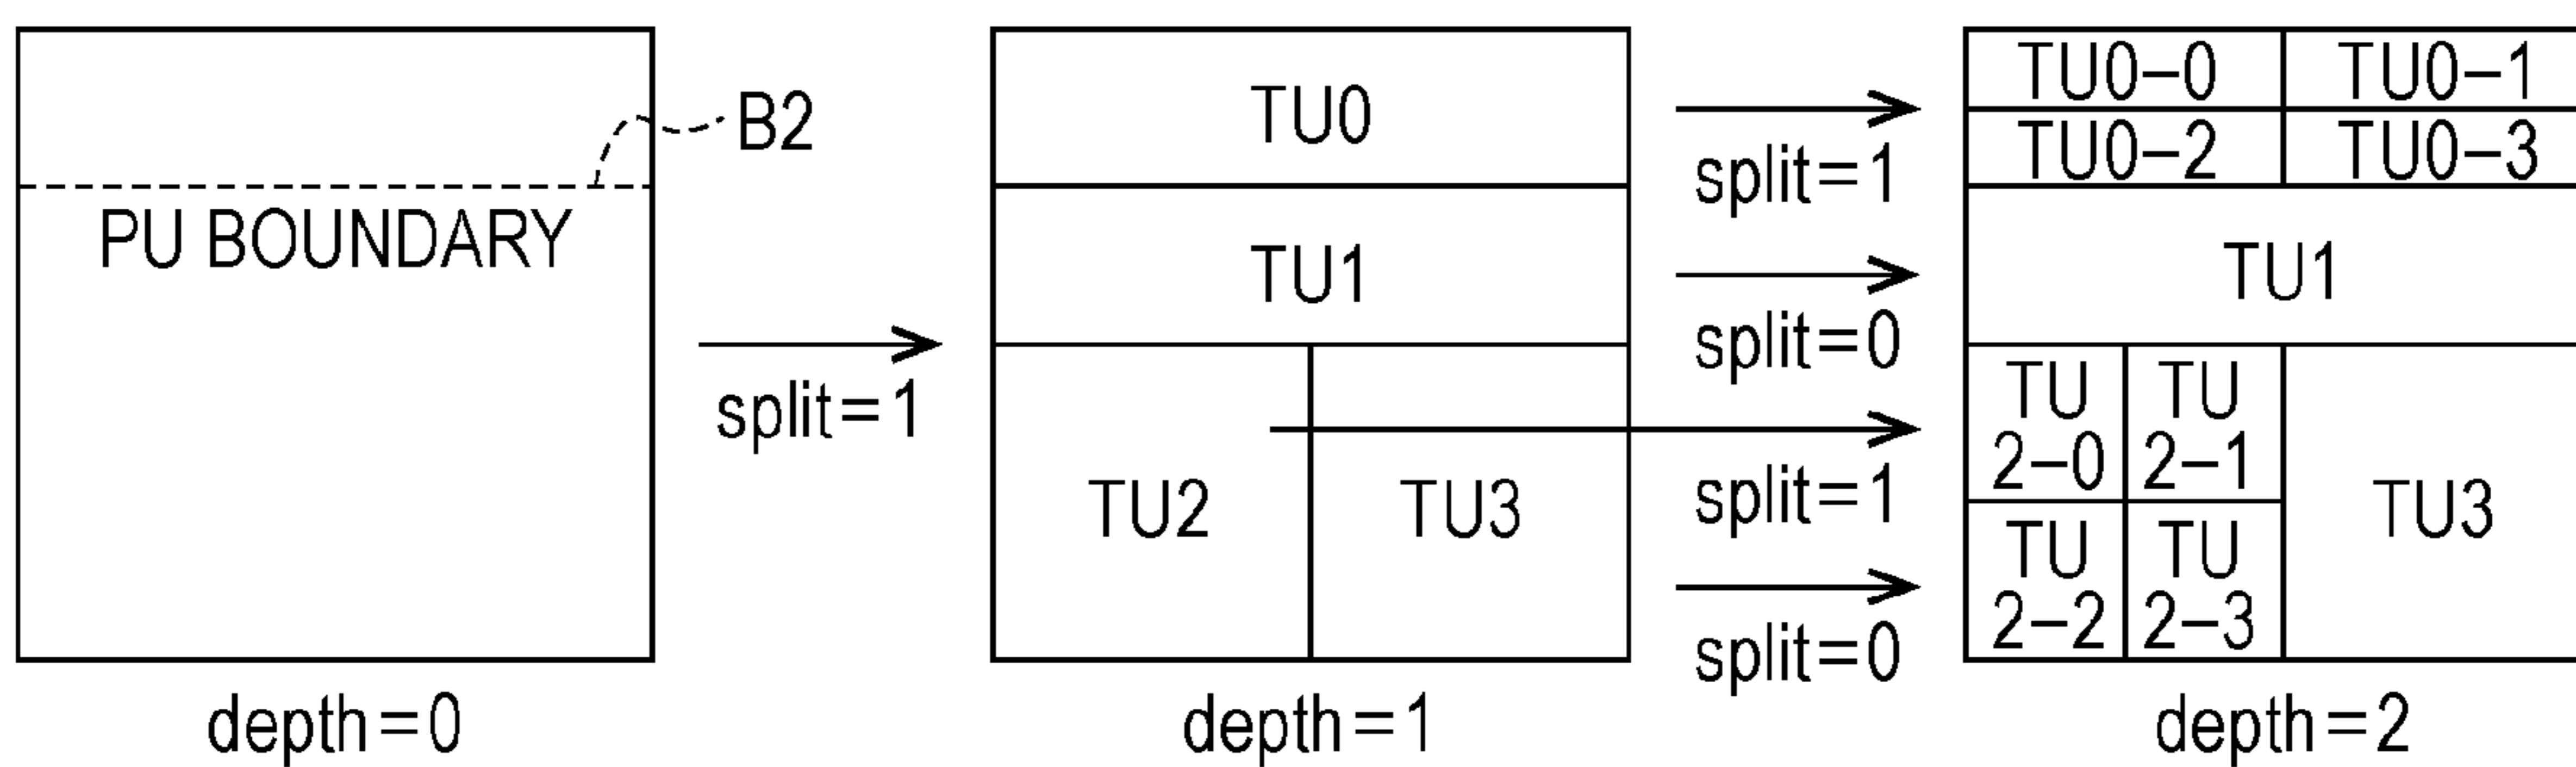 B2
PU BOUNDARY
split=1
depth=0
TU0
TU1
TU2 TU3
depth=1
split=1
split=0
split=1
split=0
TU0–0 TU0–1
TU0–2 TU0–3
TU1
TU 2–0
TU 2–1
TU 2–2
TU 2–3
TU3
depth=2